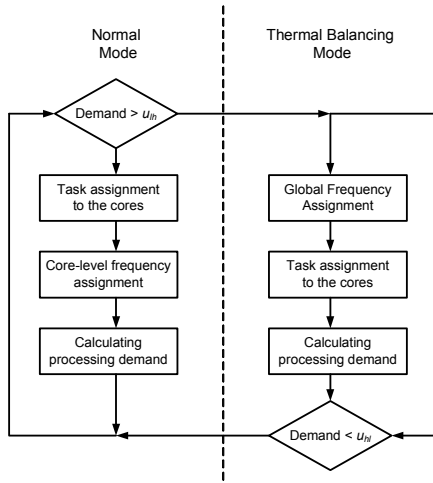 Normal
Mode
Thermal Balancing
Mode
Demand > u_lh
Task assignment
to the cores
Core-level frequency
assignment
Calculating
processing demand
Global Frequency
Assignment
Task assignment
to the cores
Calculating
processing demand
Demand < u_hl